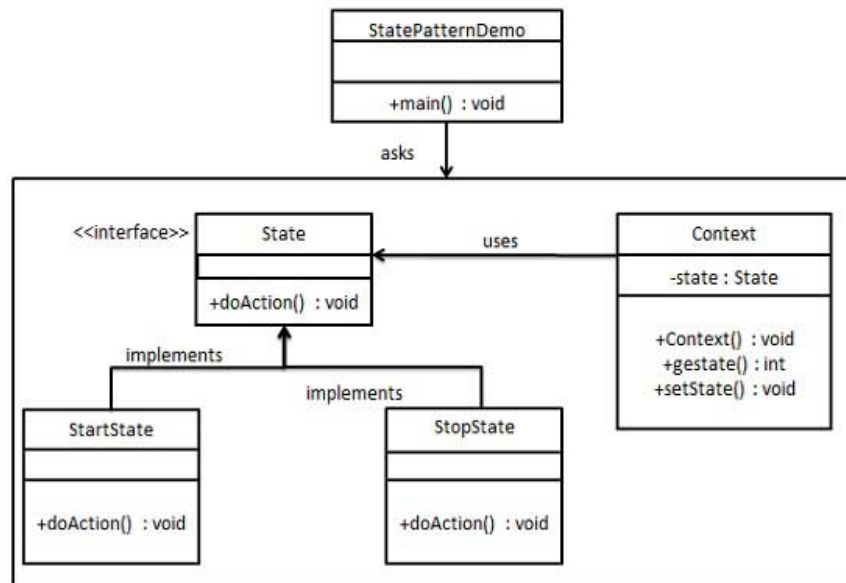 StatePatternDemo
+main() : void
asks
<<interface>>
State
+doAction() : void
uses
Context
-state : State
+Context() : void
+gestate() : int
+setState() : void
implements
implements
StartState
+doAction() : void
StopState
+doAction() : void